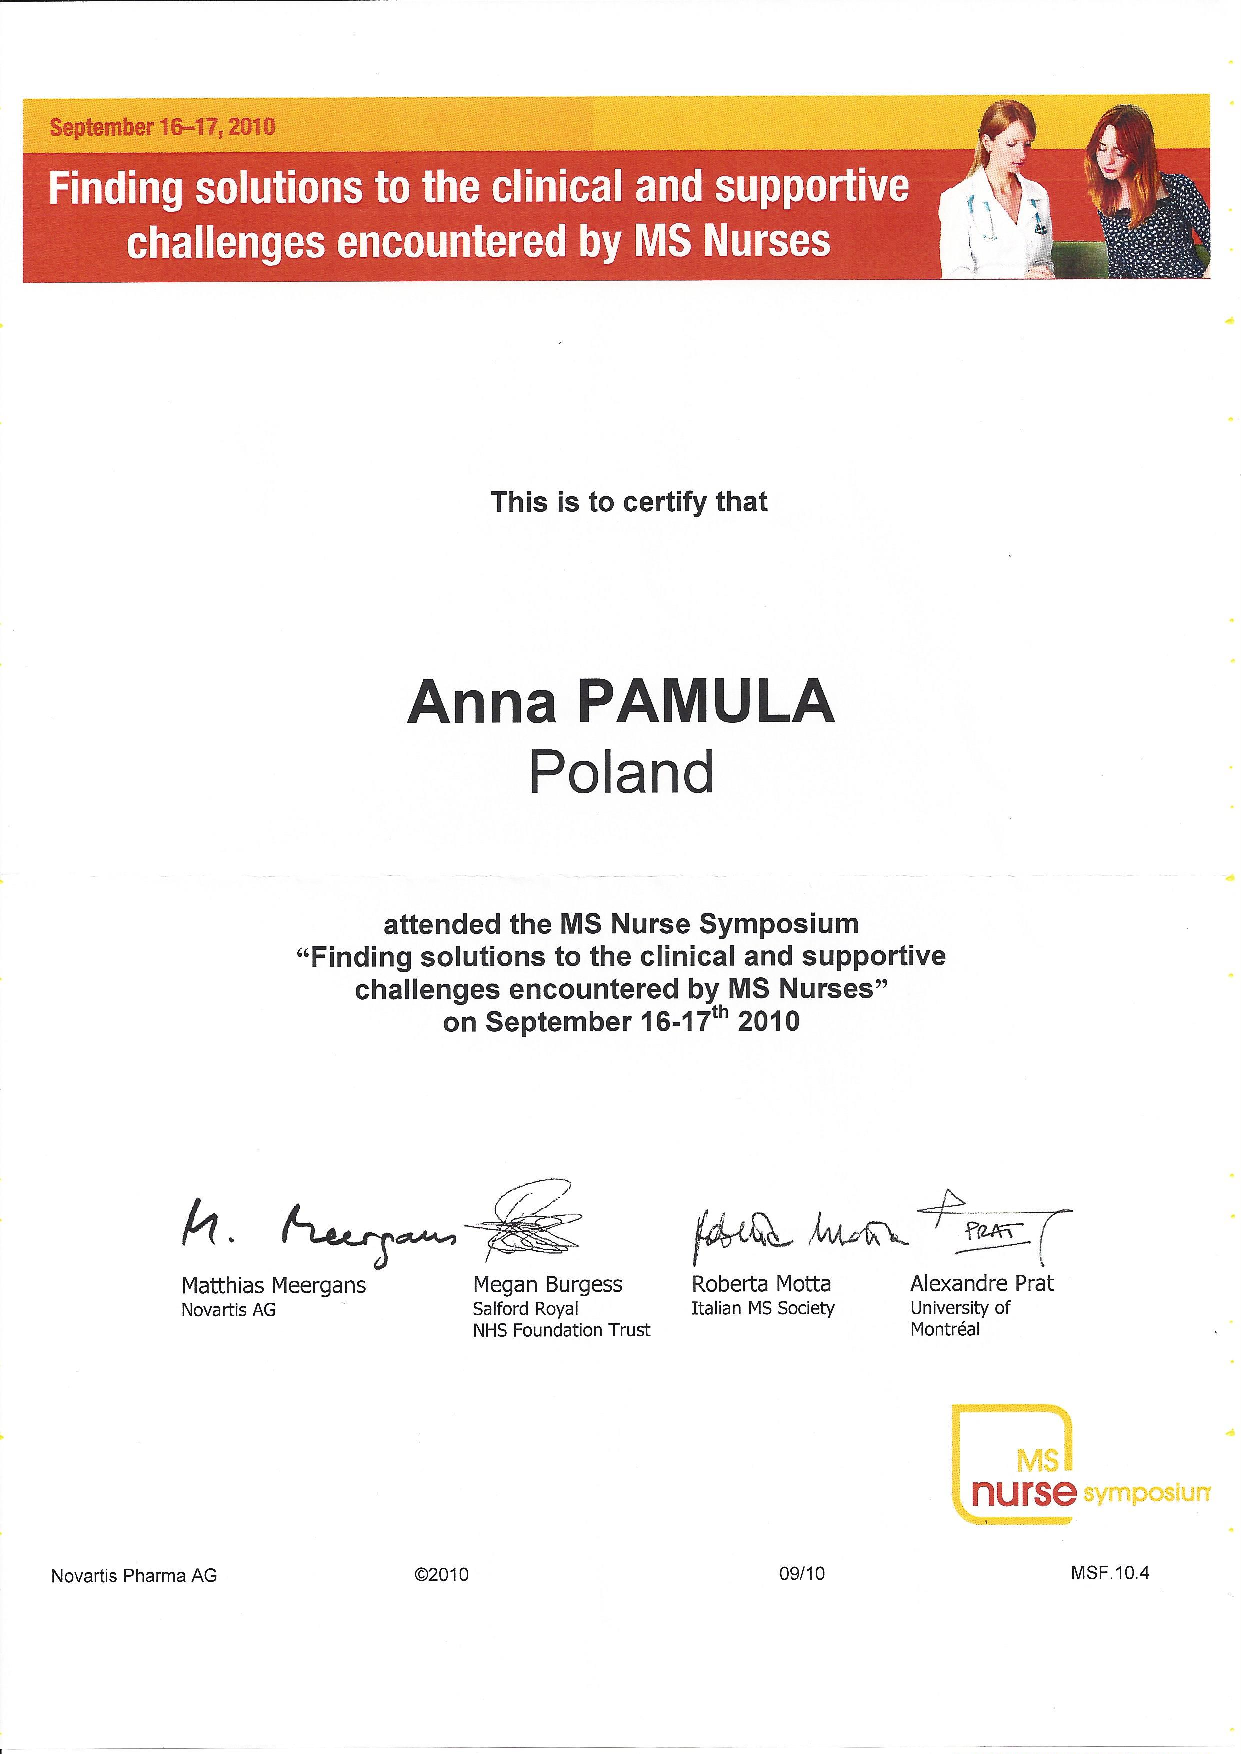 September 16–17, 2010
Finding solutions to the clinical and supportive
challenges encountered by MS Nurses
This is to certify that
Anna PAMULA
Poland
attended the MS Nurse Symposium
“Finding solutions to the clinical and supportive
challenges encountered by MS Nurses”
on September 16-17th 2010
M. Meergans
Roberta Motta
PRAT
Matthias Meergans
Novartis AG
Megan Burgess
Salford Royal
NHS Foundation Trust
Roberta Motta
Italian MS Society
Alexandre Prat
University of
Montréal
MS
nurse symposium
Novartis Pharma AG ©2010 09/10 MSF.10.4